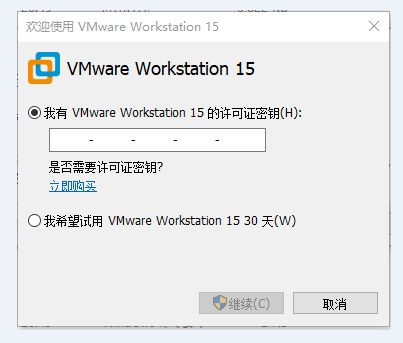 欢迎使用 VMware Workstation 15
VMware Workstation 15
我有 VMware Workstation 15 的许可证密钥(H):
- - - -
是否需要许可证密钥?
立即购买
我希望试用 VMware Workstation 15 30 天(W)
继续(C)
取消